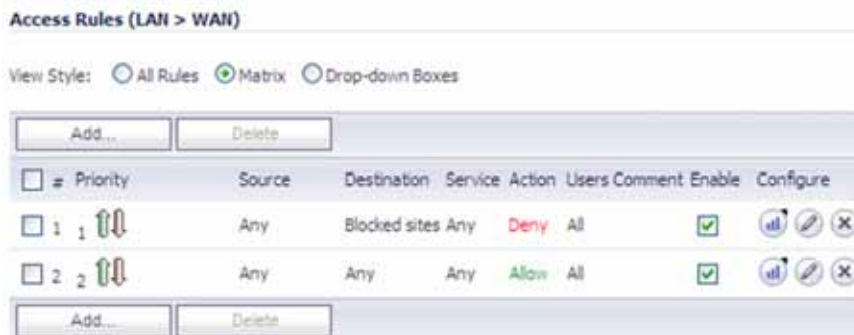 Access Rules (LAN > WAN)
View Style: All Rules Matrix Drop-down Boxes
Add... Delete
# Priority Source Destination Service Action Users Comment Enable Configure
1 1 Any Blocked sites Any Deny All
2 2 Any Any Any Allow All
Add... Delete